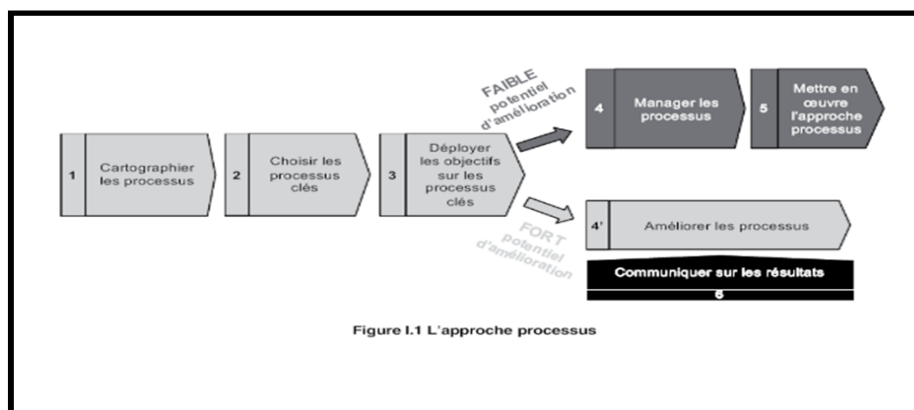 1
Cartographier
les processus
2
Choisir les
processus
clés
3
Déployer
les objectifs
sur les
processus
clés
FAIBLE
potentiel
d'amélioration
4
Manager les
processus
5
Mettre en
œuvre
l'approche
processus
FORT
potentiel
d'amélioration
4'
Améliorer les processus
Communiquer sur les résultats
6
Figure I.1 L'approche processus